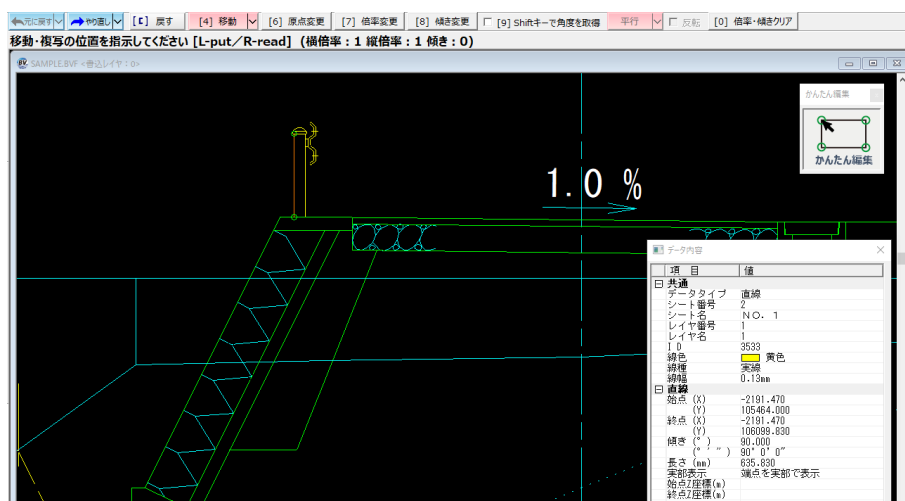 元に戻す やり直し [E] 戻す [4] 移動 [6] 原点変更 [7] 倍率変更 [8] 傾き変更 [9] Shiftキーで角度を取得 平行 反転 [0] 倍率・傾きクリア
移動・複写の位置を指示してください [L-put/R-read] (横倍率:1 縦倍率:1 傾き:0)
SAMPLE.BVF <書込レイヤ:0>
かんたん編集
かんたん編集
1.0 %
データ内容
項 目 値
共通
データタイプ 直線
シート番号 2
シート名 NO. 1
レイヤ番号 1
レイヤ名 1
ID 3533
線色 黄色
線種 実線
線幅 0.13mm
直線
始点 (X) -2191.470
(Y) 105464.000
終点 (X) -2191.470
(Y) 106099.830
傾き (°) 90.000
(° ′ ″) 90° 0′ 0″
長さ (mm) 635.830
実部表示 端点を実部で表示
始点Z座標(m)
終点Z座標(m)